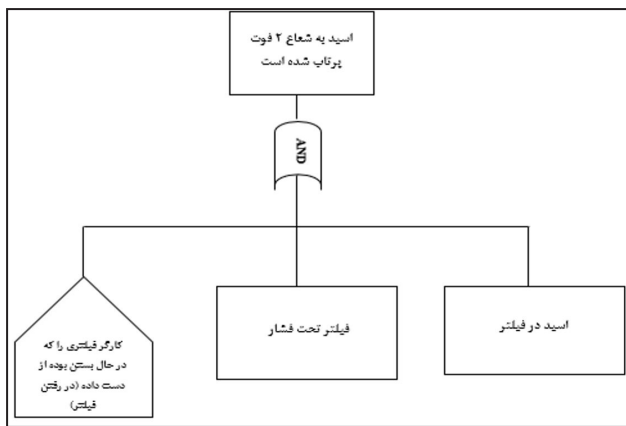 اسید به شعاع ۲ فوت
پرتاب شده است
AND
اسید در فیلتر
فیلتر تحت فشار
کارگر فیلتری را که
در حال بستن بوده از
دست داده (در رفتن
فیلتر)